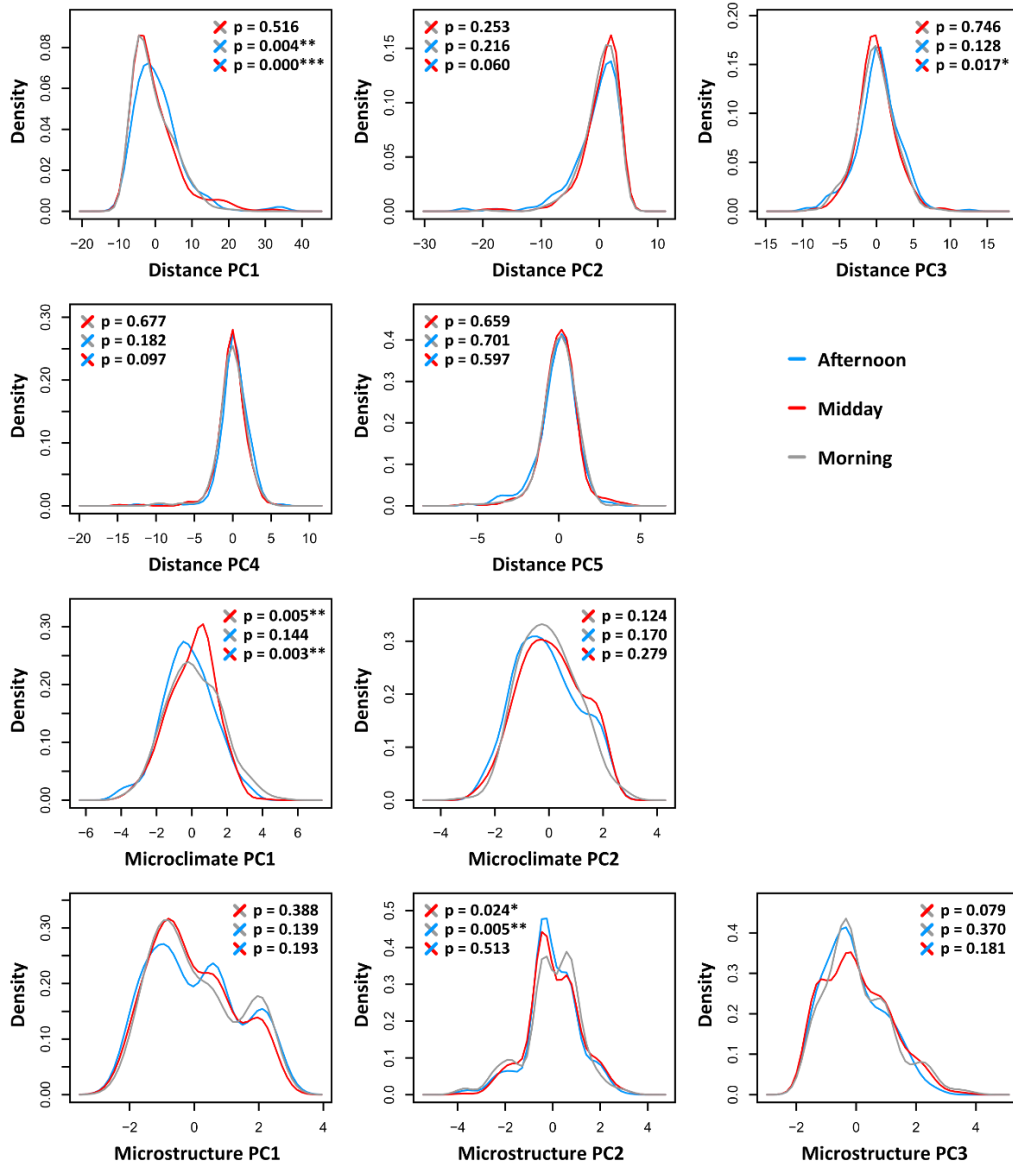 p = 0.516
p = 0.004**
p = 0.000***
Density
0.00 0.02 0.04 0.06 0.08
−20 −10 0 10 20 30 40
Distance PC1
p = 0.253
p = 0.216
p = 0.060
Density
0.00 0.05 0.10 0.15
−30 −20 −10 0 10
Distance PC2
p = 0.746
p = 0.128
p = 0.017*
Density
0.00 0.05 0.10 0.15 0.20
−15 −10 −5 0 5 10 15
Distance PC3
p = 0.677
p = 0.182
p = 0.097
Density
0.00 0.10 0.20 0.30
−20 −15 −10 −5 0 5 10
Distance PC4
p = 0.659
p = 0.701
p = 0.597
Density
0.0 0.1 0.2 0.3 0.4
−5 0 5
Distance PC5
Afternoon
Midday
Morning
p = 0.005**
p = 0.144
p = 0.003**
Density
0.00 0.10 0.20 0.30
−6 −4 −2 0 2 4 6
Microclimate PC1
p = 0.124
p = 0.170
p = 0.279
Density
0.0 0.1 0.2 0.3
−4 −2 0 2 4
Microclimate PC2
p = 0.388
p = 0.139
p = 0.193
Density
0.00 0.10 0.20 0.30
−2 0 2 4
Microstructure PC1
p = 0.024*
p = 0.005**
p = 0.513
Density
0.0 0.1 0.2 0.3 0.4 0.5
−4 −2 0 2 4
Microstructure PC2
p = 0.079
p = 0.370
p = 0.181
Density
0.0 0.1 0.2 0.3 0.4
−2 0 2 4
Microstructure PC3